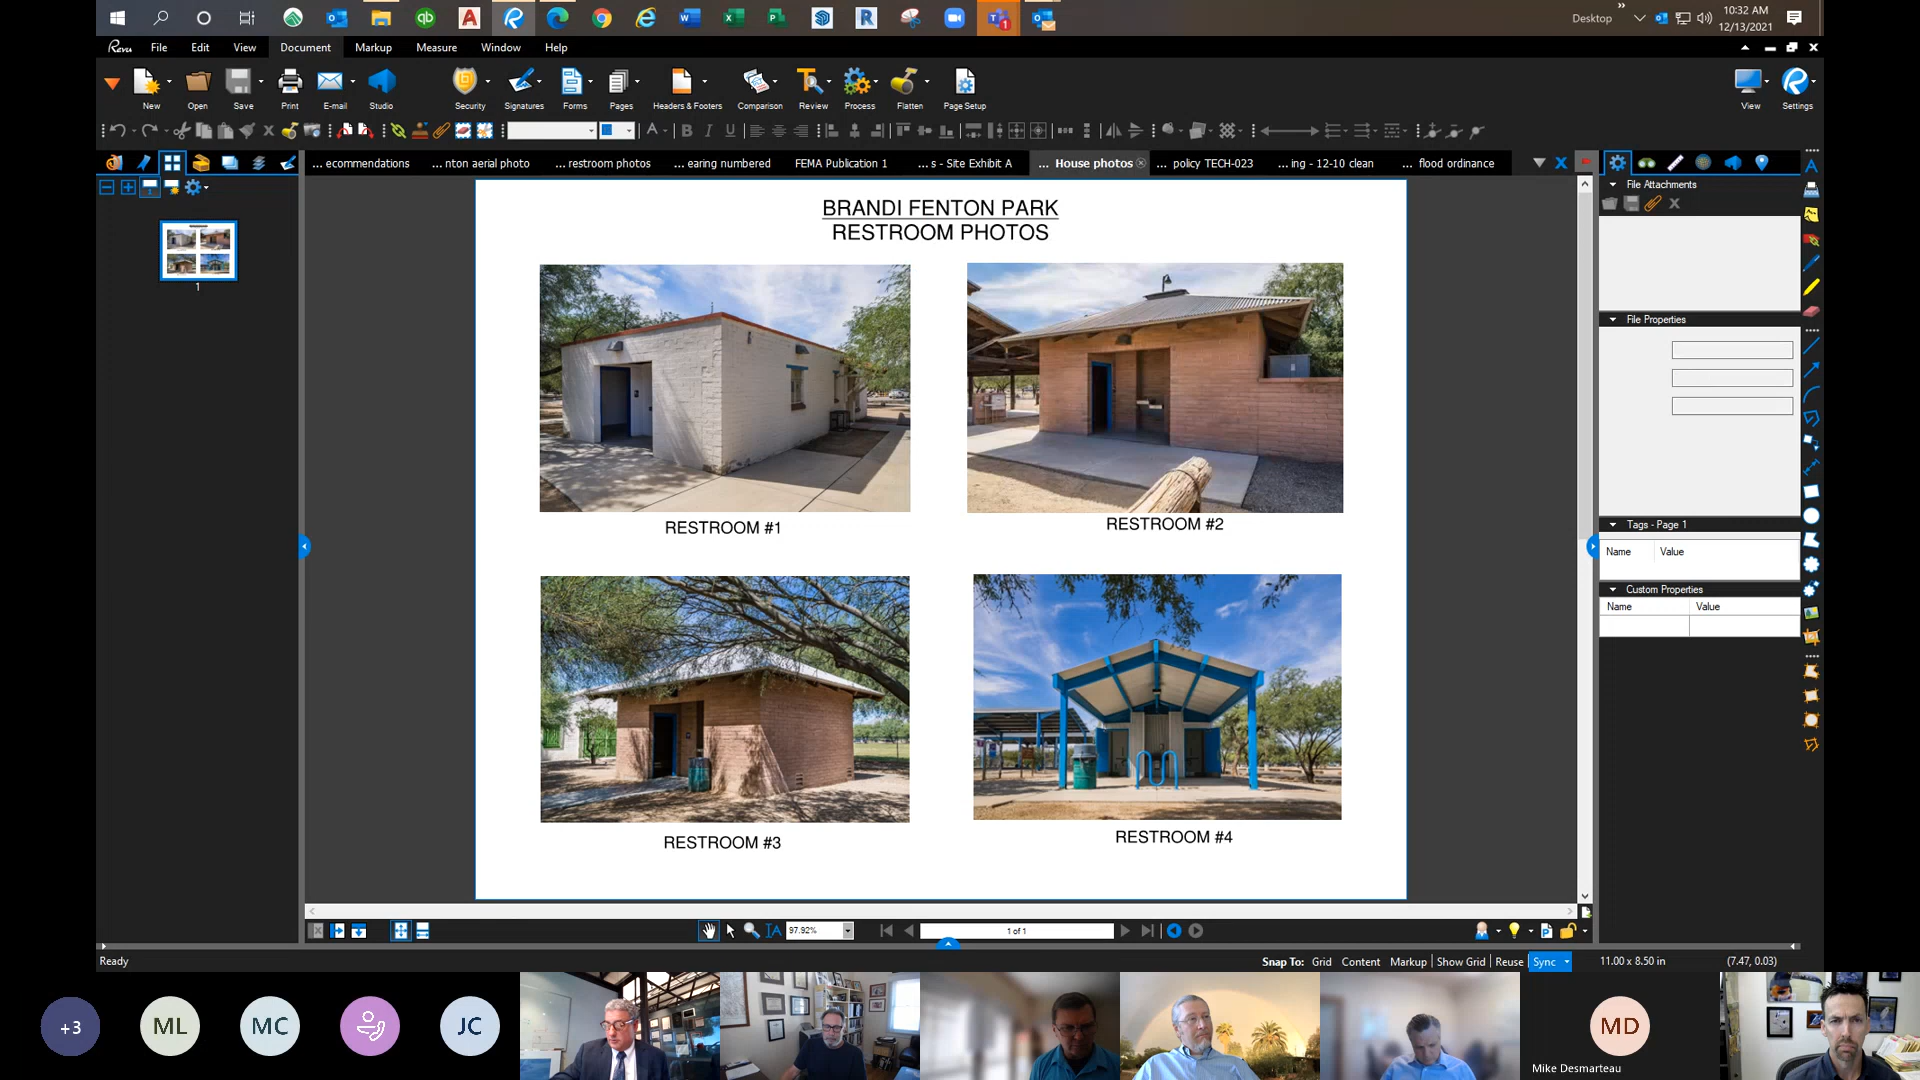 Desktop
10:32 AM
12/13/2021
Revu File Edit View Document Markup Measure Window Help
New Open Save Print E-mail Studio Security Signatures Forms Pages Headers & Footers Comparison Review Process Flatten Page Setup View Settings
... ecommendations ... nton aerial photo ... restroom photos ... earing numbered FEMA Publication 1 ... s - Site Exhibit A ... House photos ... policy TECH-023 ... ing - 12-10 clean ... flood ordinance
File Attachments
File Properties
Tags - Page 1
Name Value
Custom Properties
Name Value
1
BRANDI FENTON PARK
RESTROOM PHOTOS
RESTROOM #1
RESTROOM #2
RESTROOM #3
RESTROOM #4
97.92%
1 of 1
Ready
Snap To: Grid Content Markup Show Grid Reuse Sync 11.00 x 8.50 in (7.47, 0.03)
+3
ML
MC
JC
MD
Mike Desmarteau